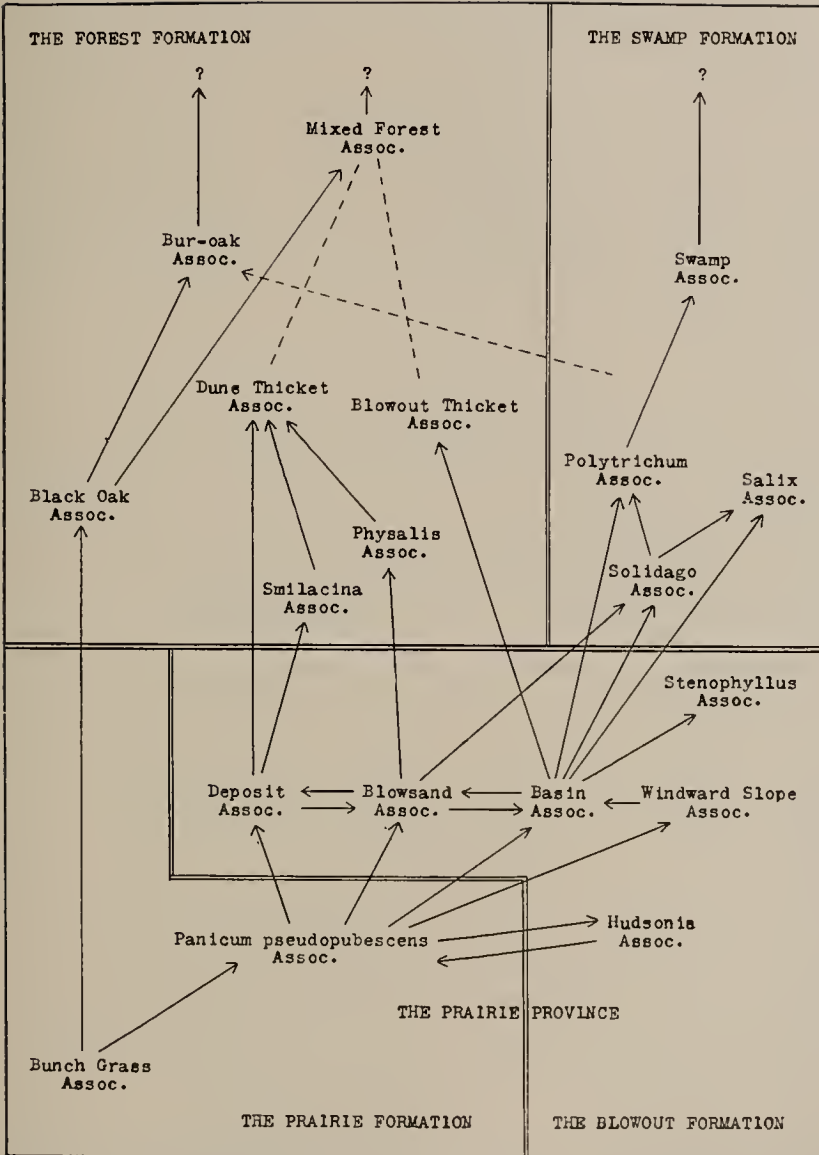 THE FOREST FORMATION
THE SWAMP FORMATION
?
?
?
Mixed Forest
Assoc.
Bur-oak
Assoc.
Swamp
Assoc.
Dune Thicket
Assoc.
Blowout Thicket
Assoc.
Polytrichum
Assoc.
Salix
Assoc.
Black Oak
Assoc.
Physalis
Assoc.
Solidago
Assoc.
Smilacina
Assoc.
Stenophyllus
Assoc.
Deposit
Assoc.
Blowsand
Assoc.
Basin
Assoc.
Windward Slope
Assoc.
Hudsonia
Assoc.
Panicum pseudopubescens
Assoc.
THE PRAIRIE PROVINCE
Bunch Grass
Assoc.
THE PRAIRIE FORMATION
THE BLOWOUT FORMATION